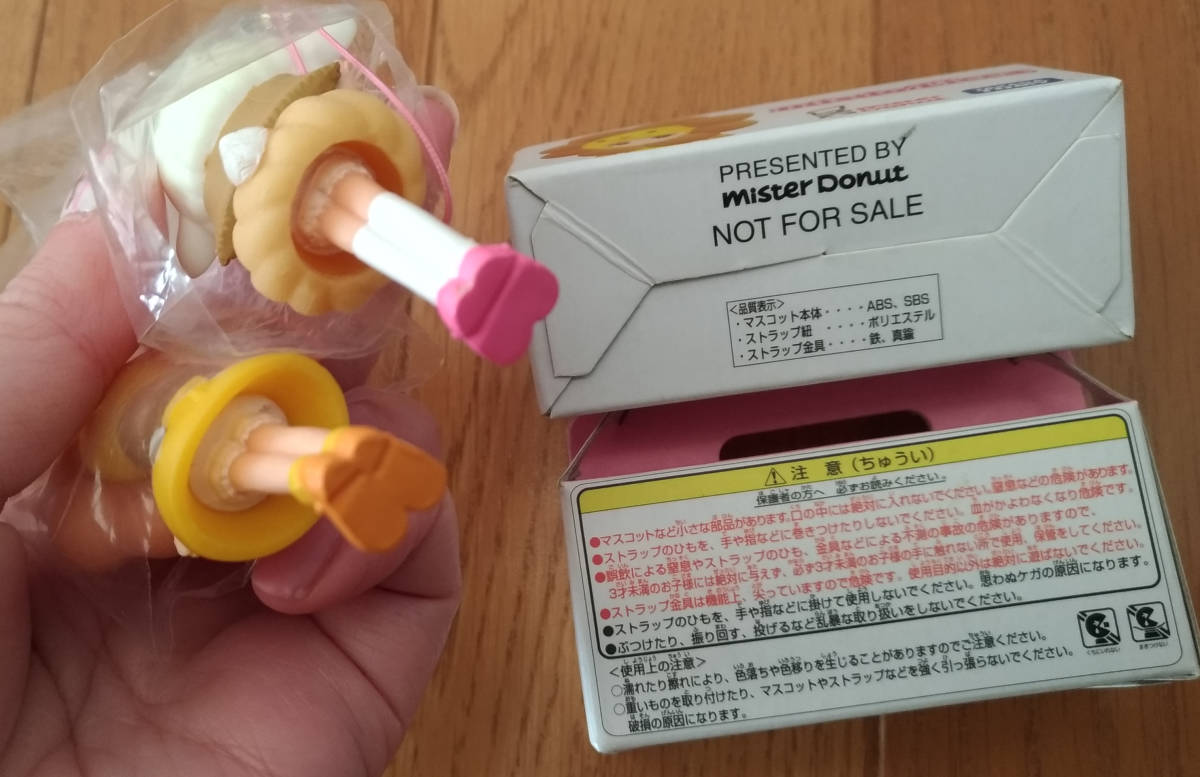 PRESENTED BY
mister Donut
NOT FOR SALE
<品質表示>
・マスコット本体・・・・ABS、SBS
・ストラップ紐 ・・・・ポリエステル
・ストラップ金具・・・・鉄、真鍮
⚠注 意(ちゅうい)
保護者の方へ 必ずお読みください。
●マスコットなど小さな部品があります。口の中には絶対に入れないでください。窒息などの危険があります。
●ストラップのひもを、手や指などに巻きつけたりしないでください。血がかよわなくなり危険です。
●誤飲による窒息やストラップのひも、金具などによる不測の事故の危険がありますので、
3才未満のお子様には絶対に与えず、必ず3才未満のお子様の手に触れない所で使用、保管をしてください。
●ストラップ金具は機能上、尖っていますので危険です。使用目的以外は絶対に遊ばないでください。
●ストラップのひもを、手や指などに掛けて使用しないでください。思わぬケガの原因になります。
●ぶつけたり、振り回す、投げるなど乱暴な取り扱いをしないでください。
<使用上の注意>
○濡れたり擦れにより、色落ちや色移りを生じることがありますのでご注意ください。
○重いものを取り付けたり、マスコットやストラップなどを強く引っ張らないでください。
破損の原因になります。